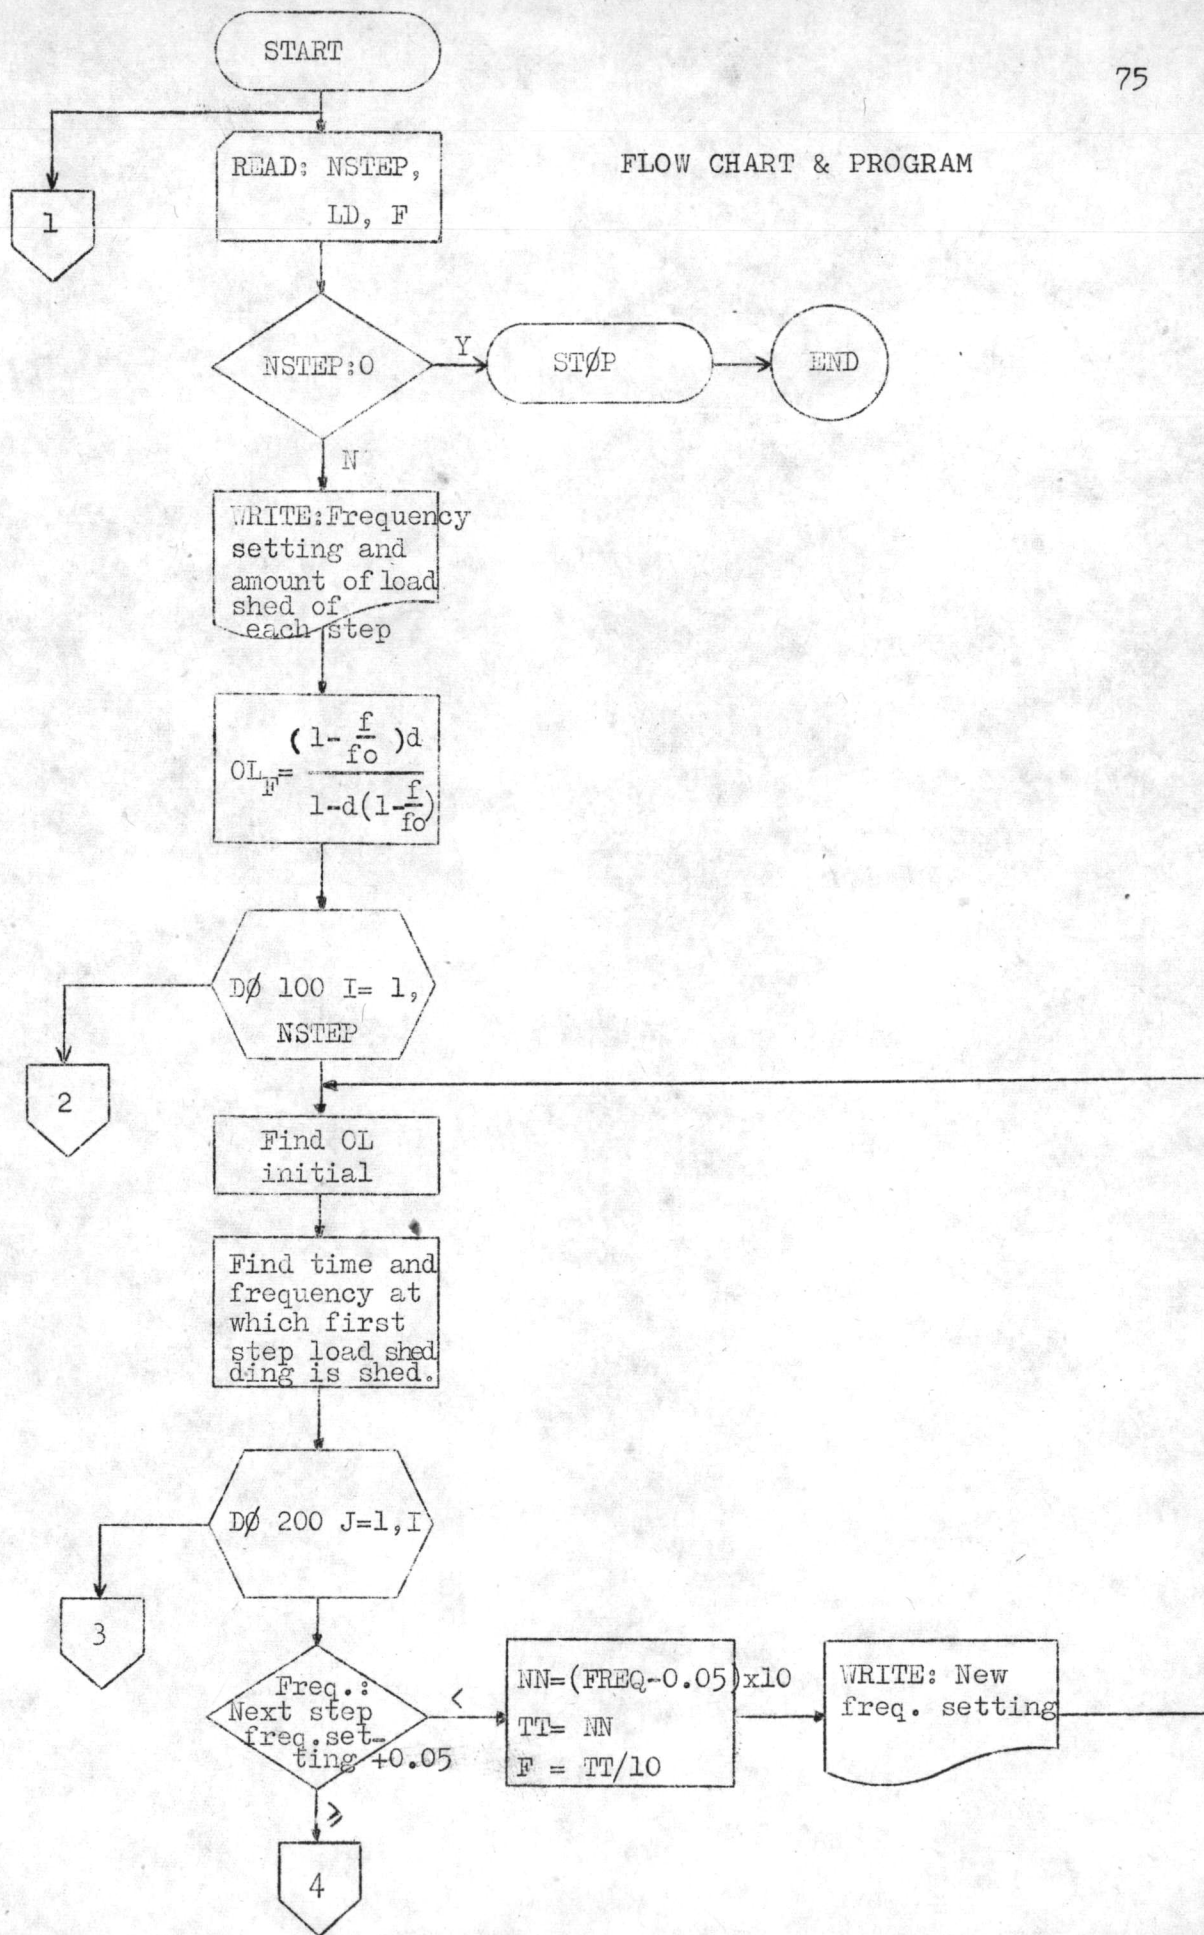 START
75
READ: NSTEP,
LD, F
FLOW CHART & PROGRAM
1
NSTEP:0
Y
STØP
END
N
WRITE:Frequency
setting and
amount of load
shed of
each step
OL_F = (1-f/fo)d / 1-d(1-f/fo)
DØ 100 I= 1,
NSTEP
2
Find OL
initial
Find time and
frequency at
which first
step load shed
ding is shed.
DØ 200 J=1,I
3
Freq.:
Next step
freq.set-
ting +0.05
<
NN=(FREQ-0.05)x10
TT= NN
F = TT/10
WRITE: New
freq. setting
≥
4